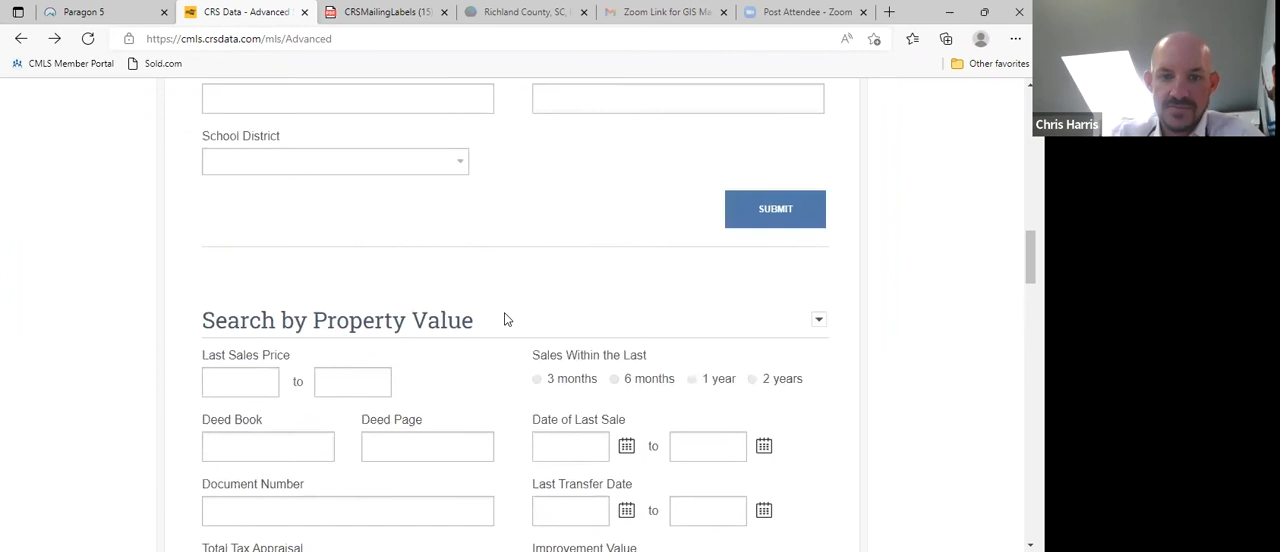 Paragon 5
CRS Data - Advanced
CRSMailingLabels (15)
Richland County, SC,
Zoom Link for GIS Ma
Post Attendee - Zoom
https://cmls.crsdata.com/mls/Advanced
CMLS Member Portal
Sold.com
Other favorites
Chris Harris
School District
SUBMIT
Search by Property Value
Last Sales Price
Sales Within the Last
to
3 months
6 months
1 year
2 years
Deed Book
Deed Page
Date of Last Sale
to
Document Number
Last Transfer Date
to
Total Tax Appraisal
Improvement Value